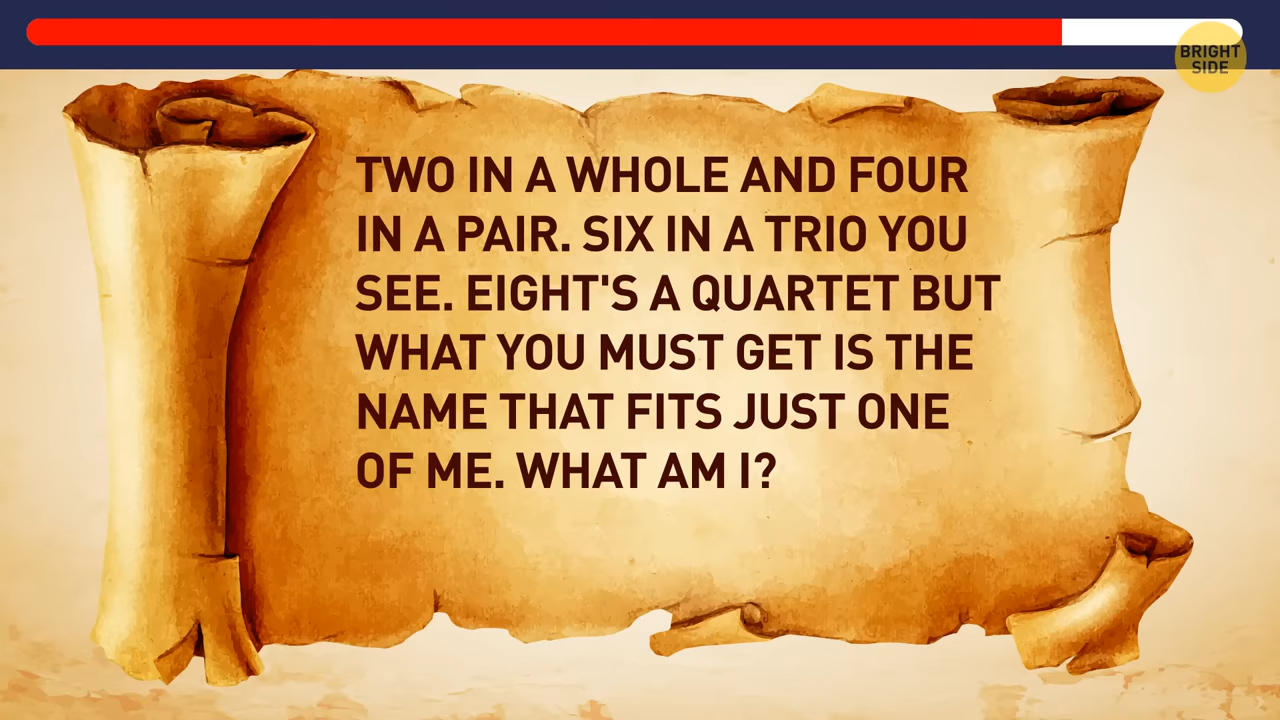 BRIGHT
SIDE
TWO IN A WHOLE AND FOUR
IN A PAIR. SIX IN A TRIO YOU
SEE. EIGHT'S A QUARTET BUT
WHAT YOU MUST GET IS THE
NAME THAT FITS JUST ONE
OF ME. WHAT AM I?